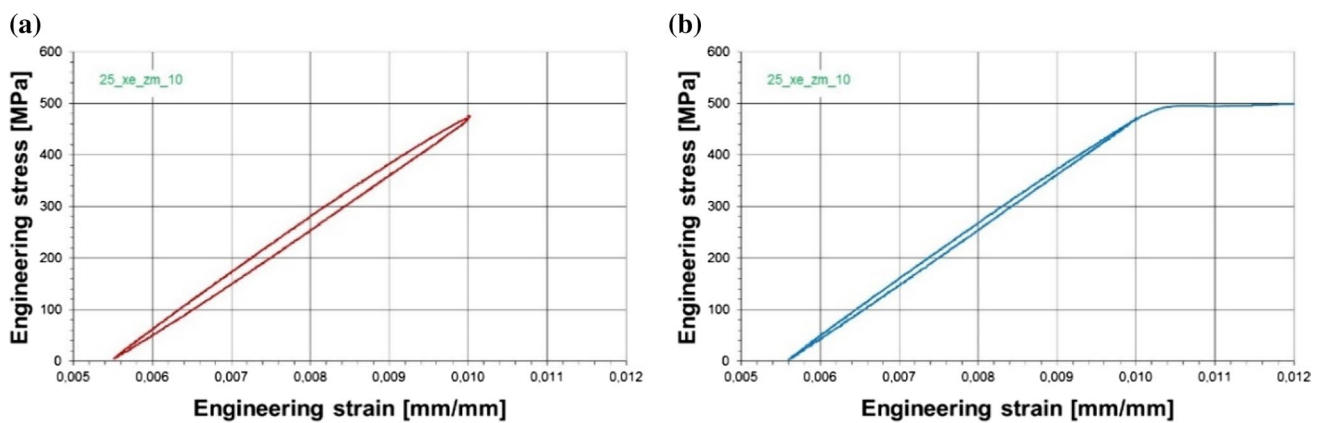 (a)
600
500
400
300
200
100
0
Engineering stress [MPa]
25_xe_zm_10
0,005 0,006 0,007 0,008 0,009 0,010 0,011 0,012
Engineering strain [mm/mm]
(b)
600
500
400
300
200
100
0
Engineering stress [MPa]
25_xe_zm_10
0,005 0,006 0,007 0,008 0,009 0,010 0,011 0,012
Engineering strain [mm/mm]